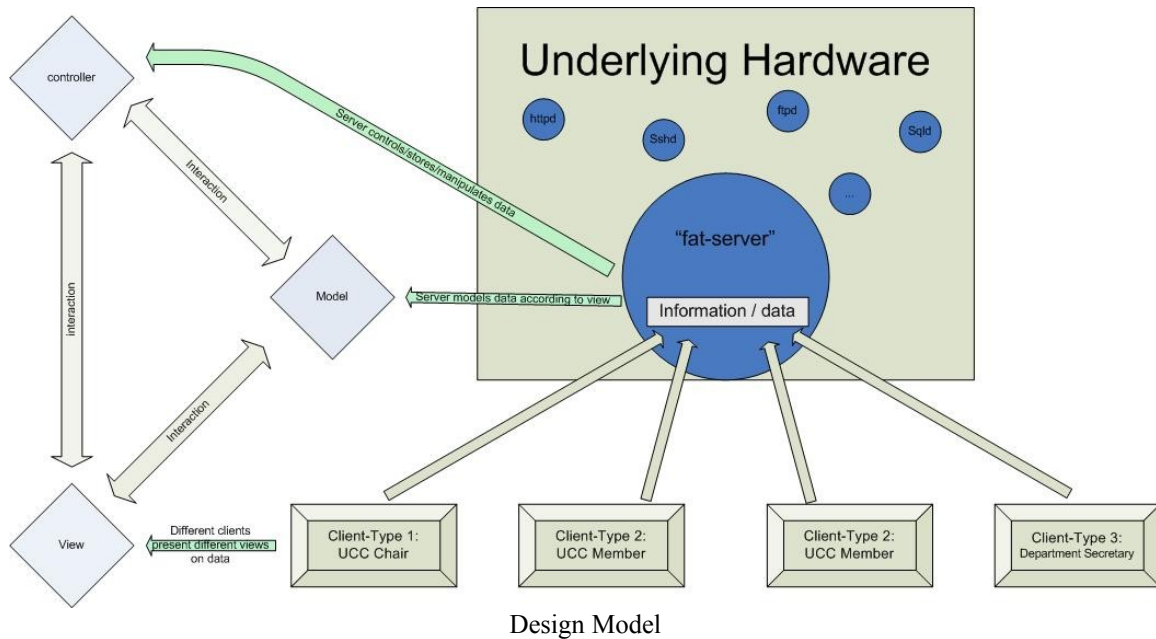 Underlying Hardware
controller
httpd
Sshd
ftpd
Sqld
...
Server controls/stores/manipulates data
Interaction
"fat-server"
Model
Server models data according to view
Information / data
interaction
Interaction
View
Different clients
present different views
on data
Client-Type 1:
UCC Chair
Client-Type 2:
UCC Member
Client-Type 2:
UCC Member
Client-Type 3:
Department Secretary
Design Model